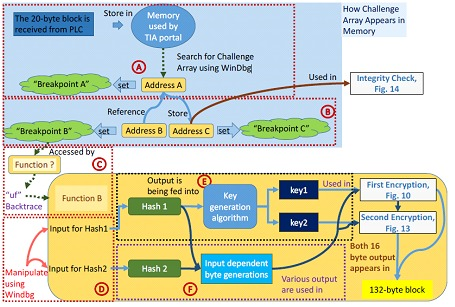 The 20-byte block is
received from PLC
Store in
Memory
used by
TIA portal
How Challenge
Array Appears in
Memory
Search for Challenge
Array using WinDbg
A
"Breakpoint A"
set
Address A
Used in
Integrity Check,
Fig. 14
Reference
Store
B
"Breakpoint B"
set
Address B
Address C
set
"Breakpoint C"
Accessed by
Function ?
C
"uf"
Backtrace
Function B
Output is
being fed into
E
Input for Hash1
Hash 1
Key
generation
algorithm
key1
key2
Used in
First Encryption,
Fig. 10
Second Encryption,
Fig. 13
Manipulate
using
Windbg
Input for Hash2
D
Hash 2
F
Input dependent
byte generations
Various output
are used in
Both 16
byte output
appears in
132-byte block